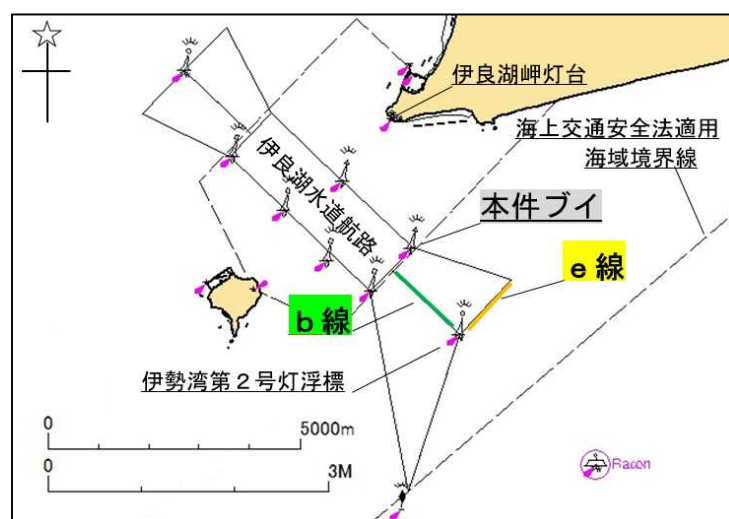 伊良湖岬灯台
海上交通安全法適用
海域境界線
伊良湖水道航路
本件ブイ
e線
b線
伊勢湾第2号灯浮標
0
5000m
0
3M
Racon